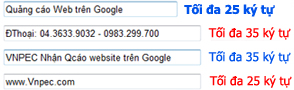 Quảng cáo Web trên Google Tối đa 25 ký tự
ĐThoại: 04.3633.9032 - 0983.299.700 Tối đa 35 ký tự
VNPEC Nhận Qcáo website trên Google Tối đa 35 ký tự
www.Vnpec.com Tối đa 25 ký tự